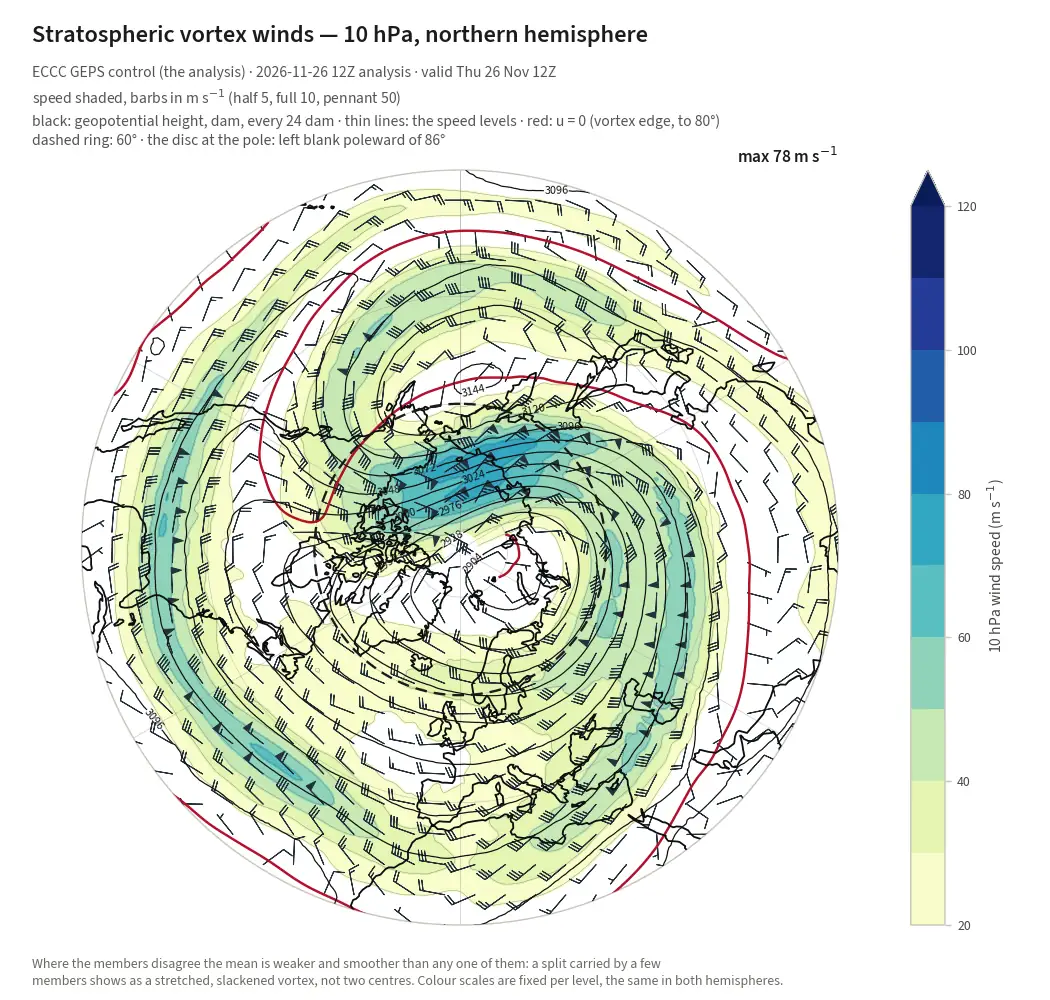 Stratospheric vortex winds — 10 hPa, northern hemisphere
ECCC GEPS control (the analysis) · 2026-11-26 12Z analysis · valid Thu 26 Nov 12Z
speed shaded, barbs in m s⁻¹ (half 5, full 10, pennant 50)
black: geopotential height, dam, every 24 dam · thin lines: the speed levels · red: u = 0 (vortex edge, to 80°)
dashed ring: 60° · the disc at the pole: left blank poleward of 86°
max 78 m s⁻¹
3096
120
100
3144
3120
3096
3072
3024
80
3048
3000
2976
10 hPa wind speed (m s⁻¹)
2904
60
3096
40
20
Where the members disagree the mean is weaker and smoother than any one of them: a split carried by a few
members shows as a stretched, slackened vortex, not two centres. Colour scales are fixed per level, the same in both hemispheres.